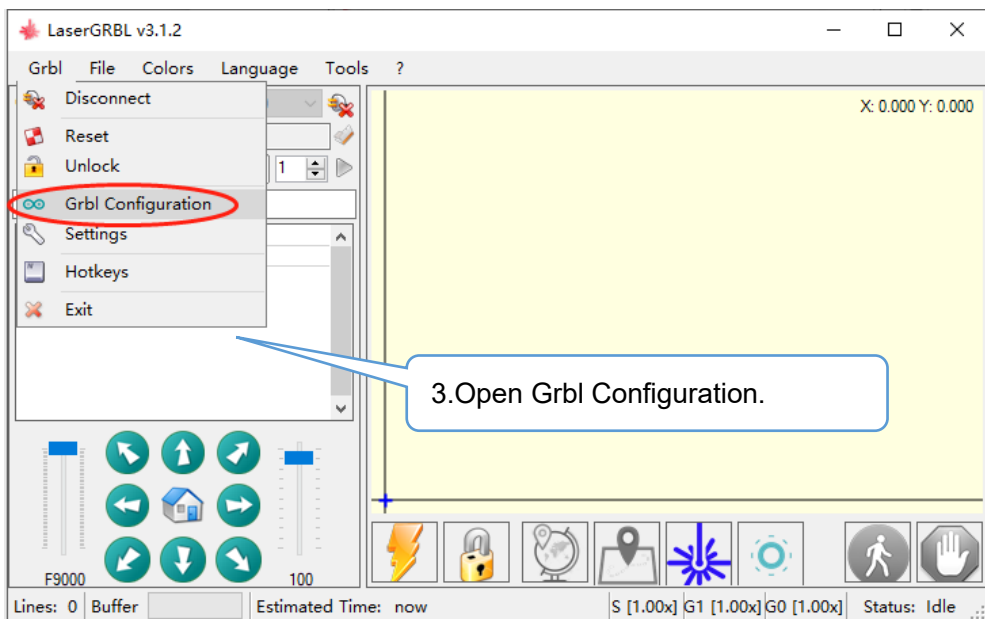 LaserGRBL v3.1.2
Grbl File Colors Language Tools ?
Disconnect
Reset
Unlock
1
Grbl Configuration
Settings
Hotkeys
Exit
X: 0.000 Y: 0.000
3.Open Grbl Configuration.
F9000
100
Lines: 0 Buffer Estimated Time: now S [1.00x] G1 [1.00x] G0 [1.00x] Status: Idle